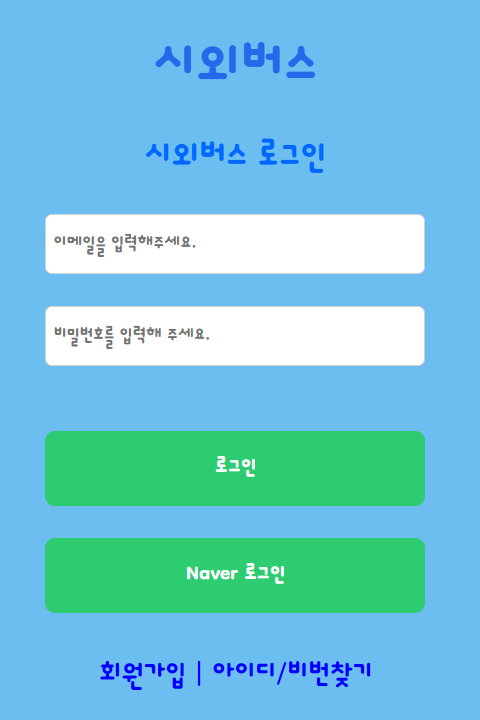 시외버스
시외버스 로그인
이메일을 입력해주세요.
비밀번호를 입력해 주세요.
로그인
Naver 로그인
회원가입 | 아이디/비번찾기